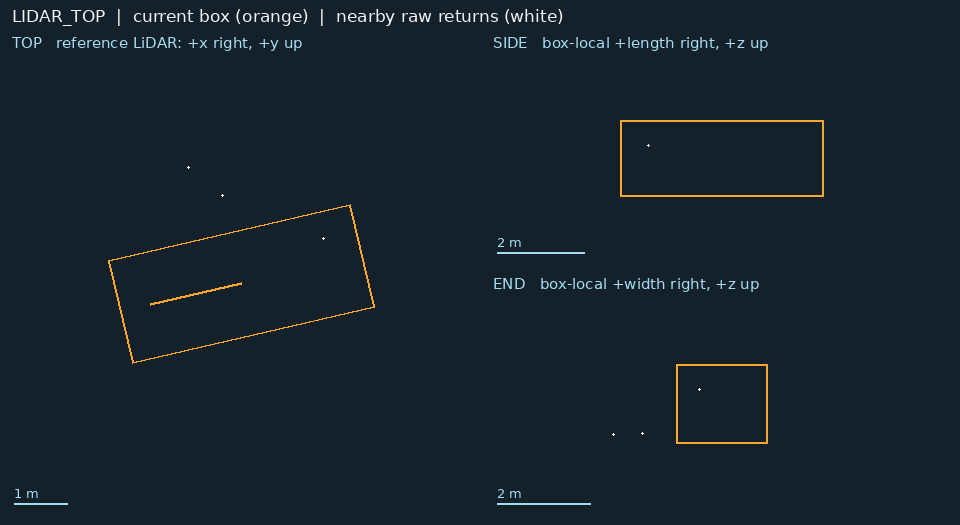 LIDAR_TOP  |  current box (orange)  |  nearby raw returns (white)
TOP   reference LiDAR: +x right, +y up
SIDE   box-local +length right, +z up
2 m
END   box-local +width right, +z up
1 m
2 m